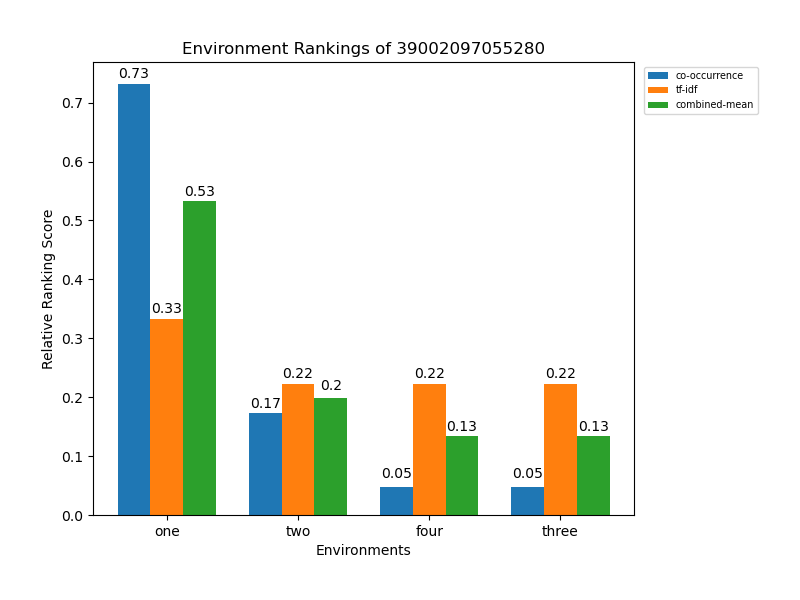 Environment Rankings of 39002097055280
co-occurrence
tf-idf
combined-mean
Relative Ranking Score
0.7
0.6
0.5
0.4
0.3
0.2
0.1
0.0
0.73
0.33
0.53
0.17
0.22
0.2
0.05
0.22
0.13
0.05
0.22
0.13
one two four three
Environments